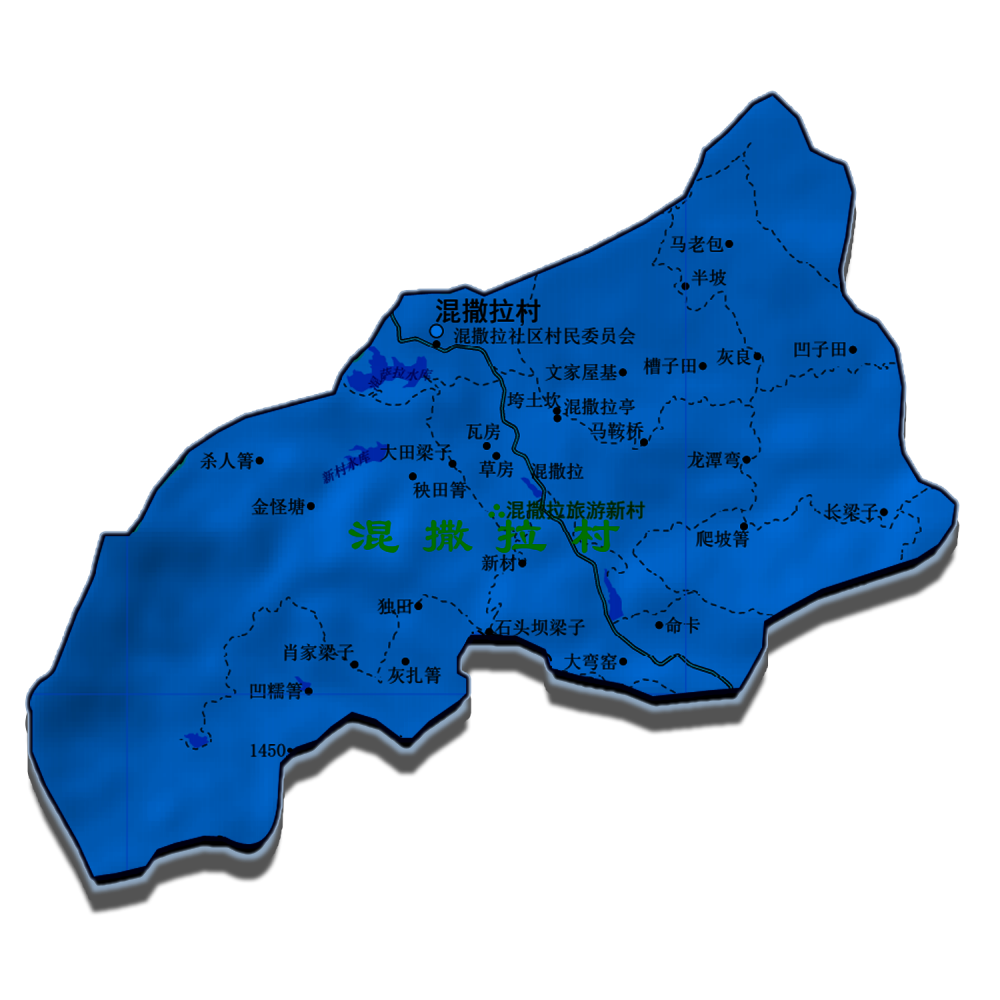 马老包
半坡
混撒拉村
混撒拉社区村民委员会
凹子田
灰良
槽子田
文家屋基
混撒拉水库
垮土坎
混撒拉亭
马鞍桥
瓦房
大田梁子
杀人箐
龙潭弯
新村水库
草房
混撒拉
秧田箐
金怪塘
混撒拉旅游新村
长梁子
混撒拉村
爬坡箐
新材
独田
石头坝梁子
命卡
肖家梁子
大弯窑
灰扎箐
凹糯箐
1450